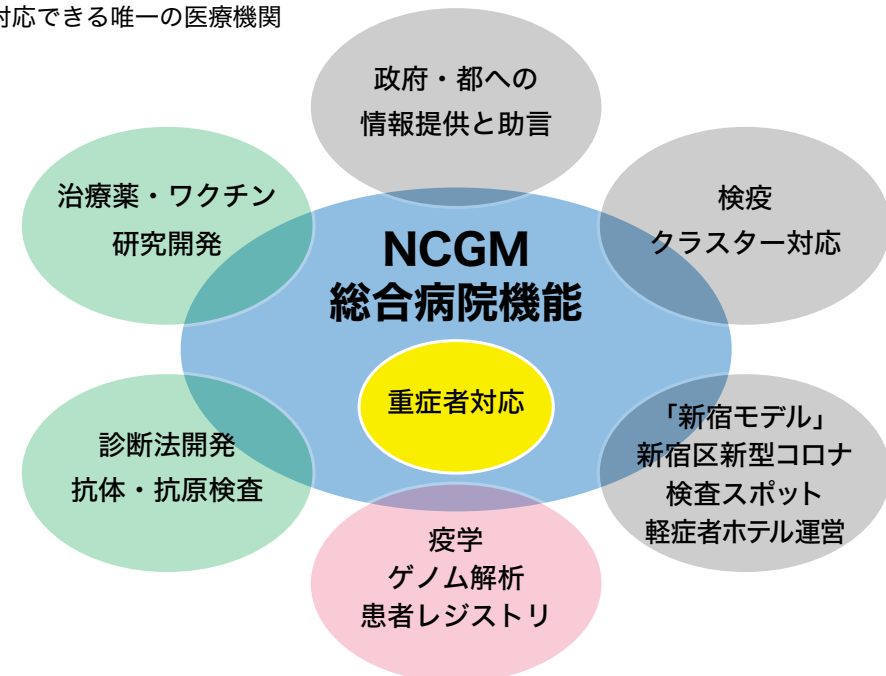 対応できる唯一の医療機関
政府・都への
情報提供と助言
治療薬・ワクチン
研究開発
検疫
クラスター対応
NCGM
総合病院機能
重症者対応
診断法開発
抗体・抗原検査
「新宿モデル」
新宿区新型コロナ
検査スポット
軽症者ホテル運営
疫学
ゲノム解析
患者レジストリ